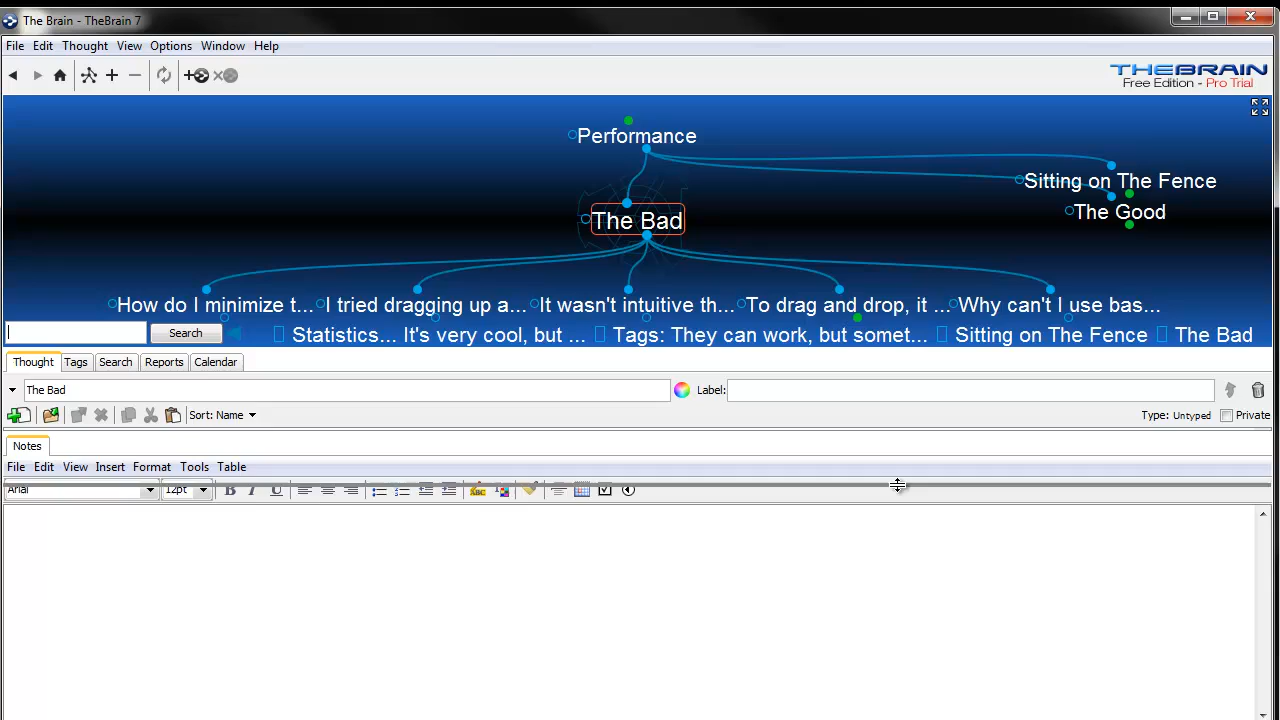 The Brain - TheBrain 7
File Edit Thought View Options Window Help
THEBRAIN
Free Edition - Pro Trial
Performance
Sitting on The Fence
The Good
The Bad
How do I minimize t... I tried dragging up a... It wasn't intuitive th... To drag and drop, it ... Why can't I use bas...
Search Statistics... It's very cool, but ... Tags: They can work, but somet... Sitting on The Fence The Bad
Thought Tags Search Reports Calendar
The Bad Label:
Sort: Name Type: Untyped Private
Notes
File Edit View Insert Format Tools Table
Arial 12pt B I U ABC